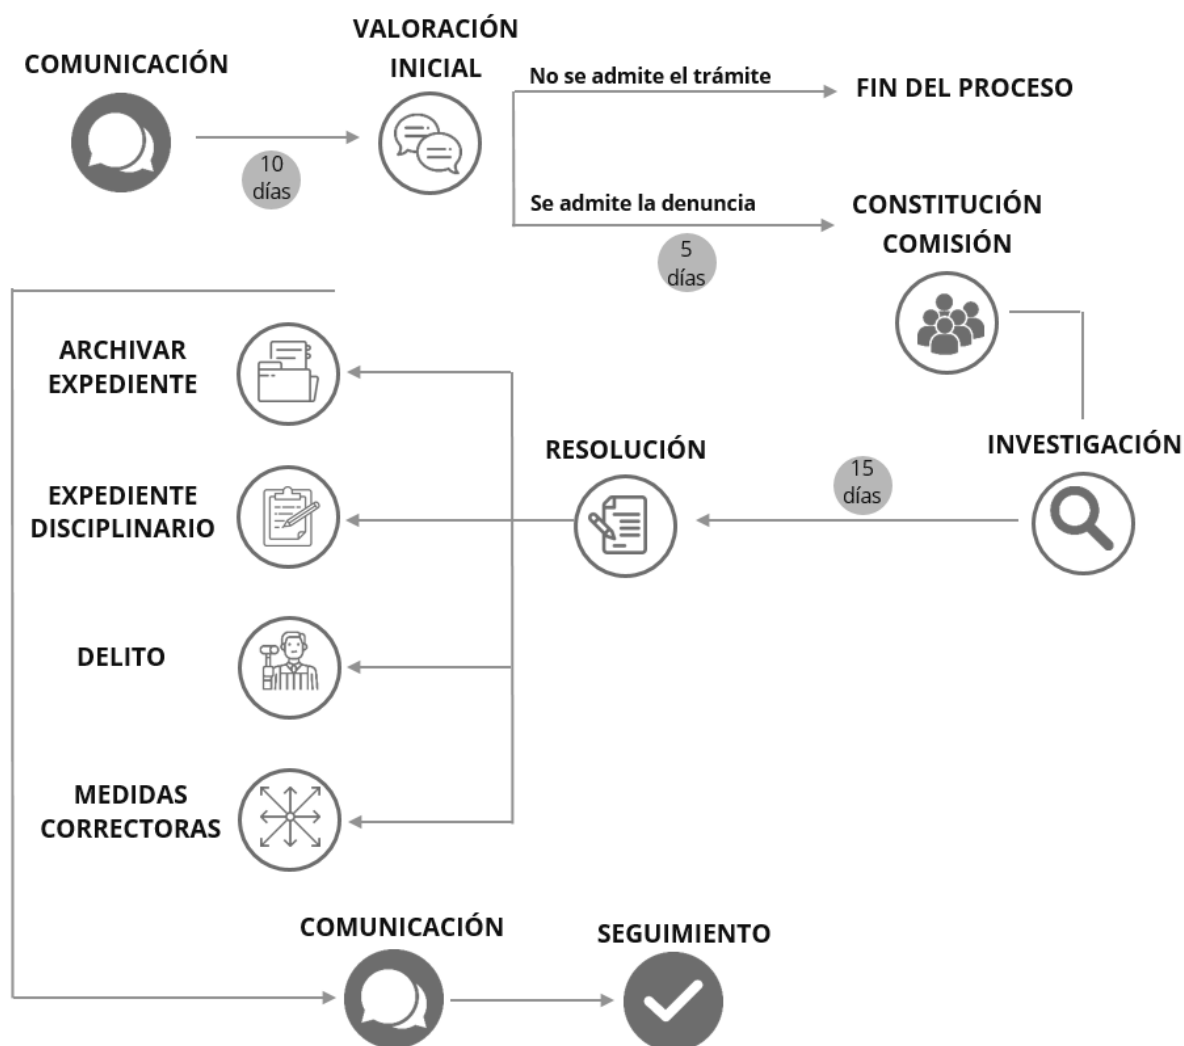 COMUNICACIÓN
10
días
VALORACIÓN
INICIAL
No se admite el trámite
FIN DEL PROCESO
Se admite la denuncia
5
días
CONSTITUCIÓN
COMISIÓN
INVESTIGACIÓN
15
días
RESOLUCIÓN
ARCHIVAR
EXPEDIENTE
EXPEDIENTE
DISCIPLINARIO
DELITO
MEDIDAS
CORRECTORAS
COMUNICACIÓN
SEGUIMIENTO